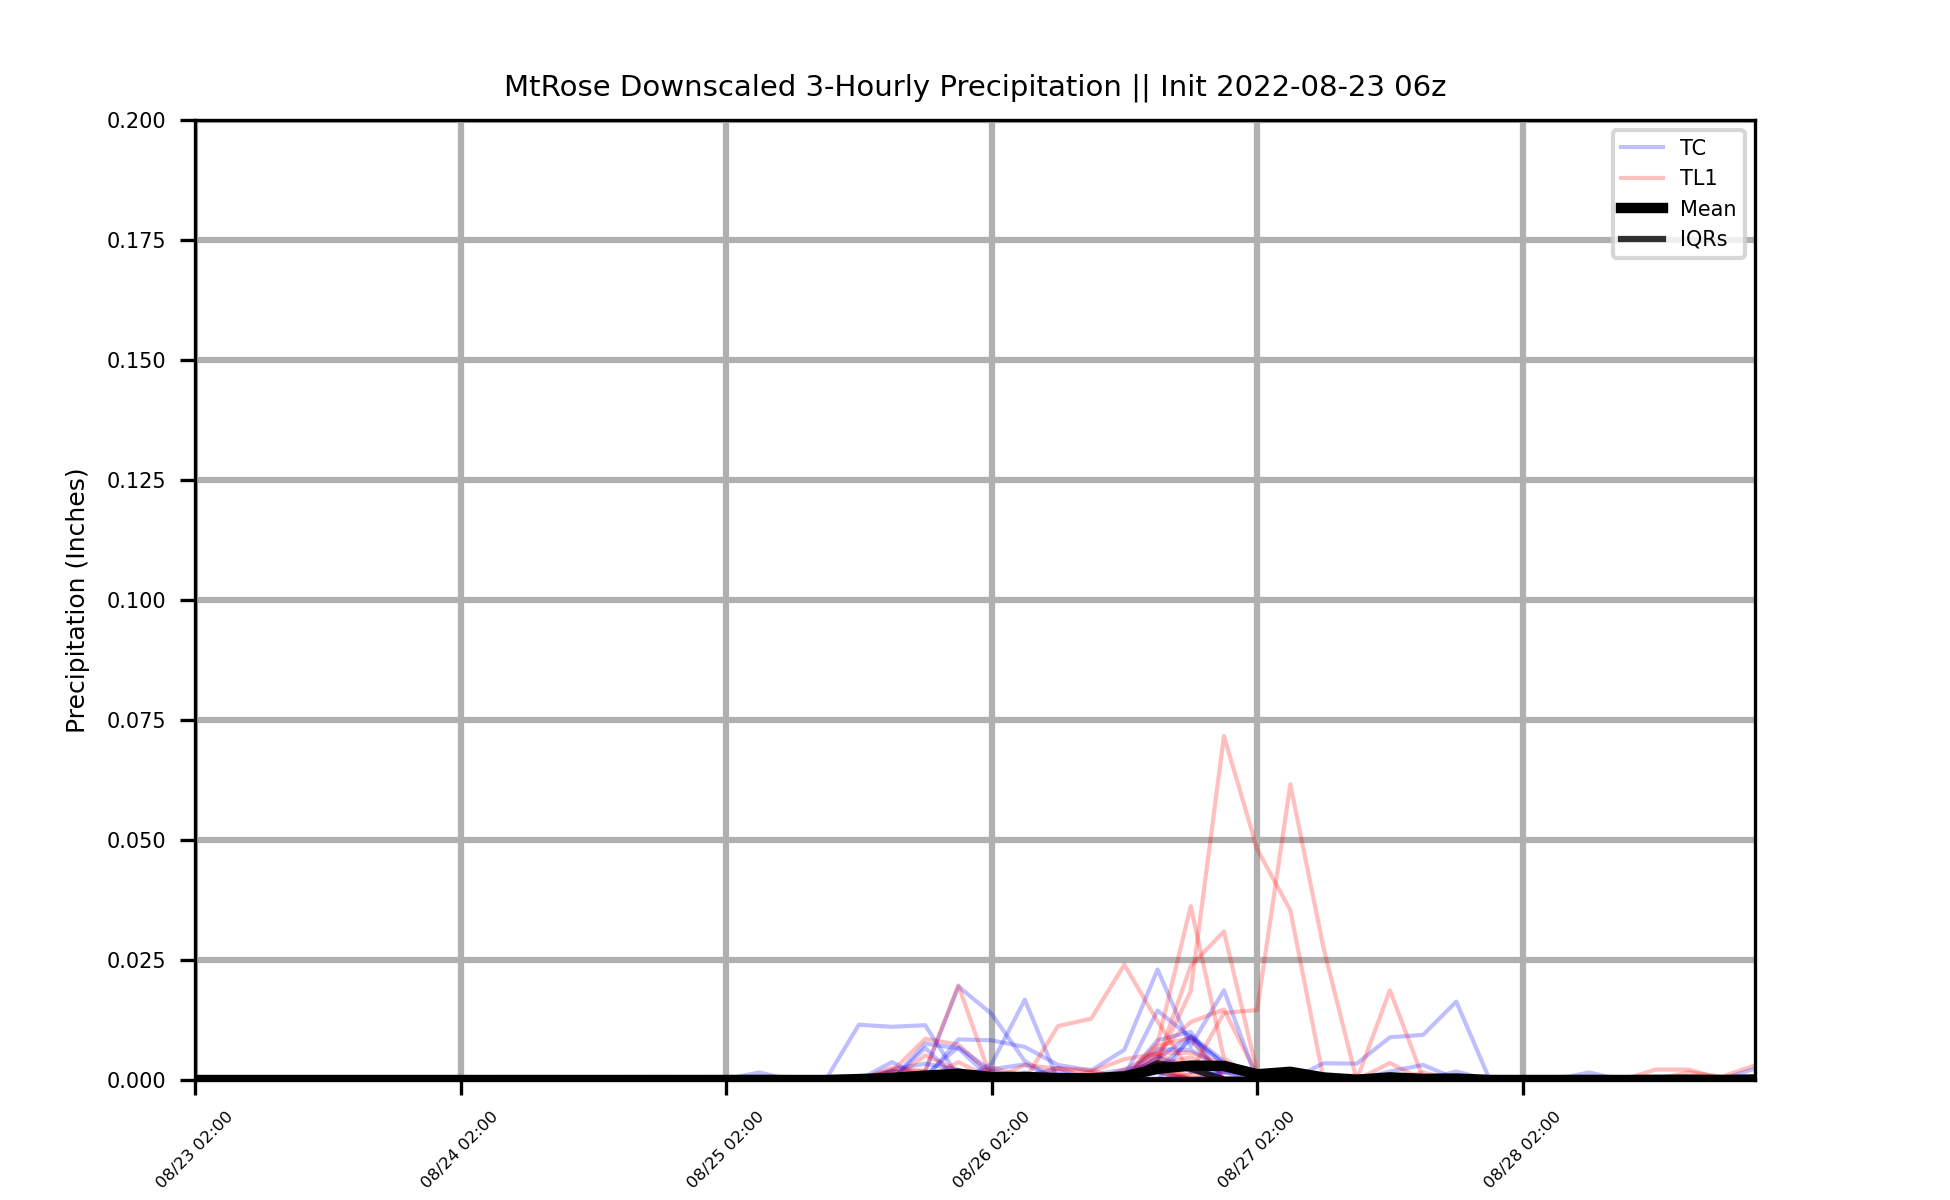 MtRose Downscaled 3-Hourly Precipitation || Init 2022-08-23 06z
0.200
0.175
0.150
0.125
0.100
0.075
0.050
0.025
0.000
Precipitation (Inches)
TC
TL1
Mean
IQRs
08/23 02:00
08/24 02:00
08/25 02:00
08/26 02:00
08/27 02:00
08/28 02:00